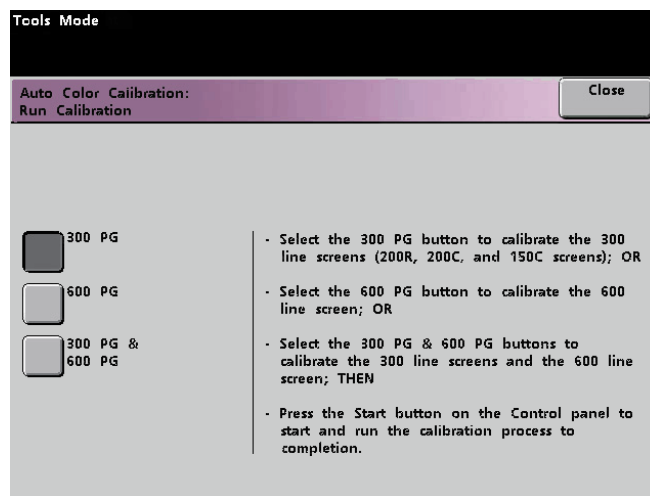 Tools Mode
Auto Color Caiibration:
Run Calibration
Close
300 PG
600 PG
300 PG &
600 PG
- Select the 300 PG button to calibrate the 300
line screens (200R, 200C, and 150C screens); OR
- Select the 600 PG button to calibrate the 600
line screen; OR
- Select the 300 PG & 600 PG buttons to
calibrate the 300 line screens and the 600 line
screen; THEN
- Press the Start button on the Control panel to
start and run the calibration process to
completion.